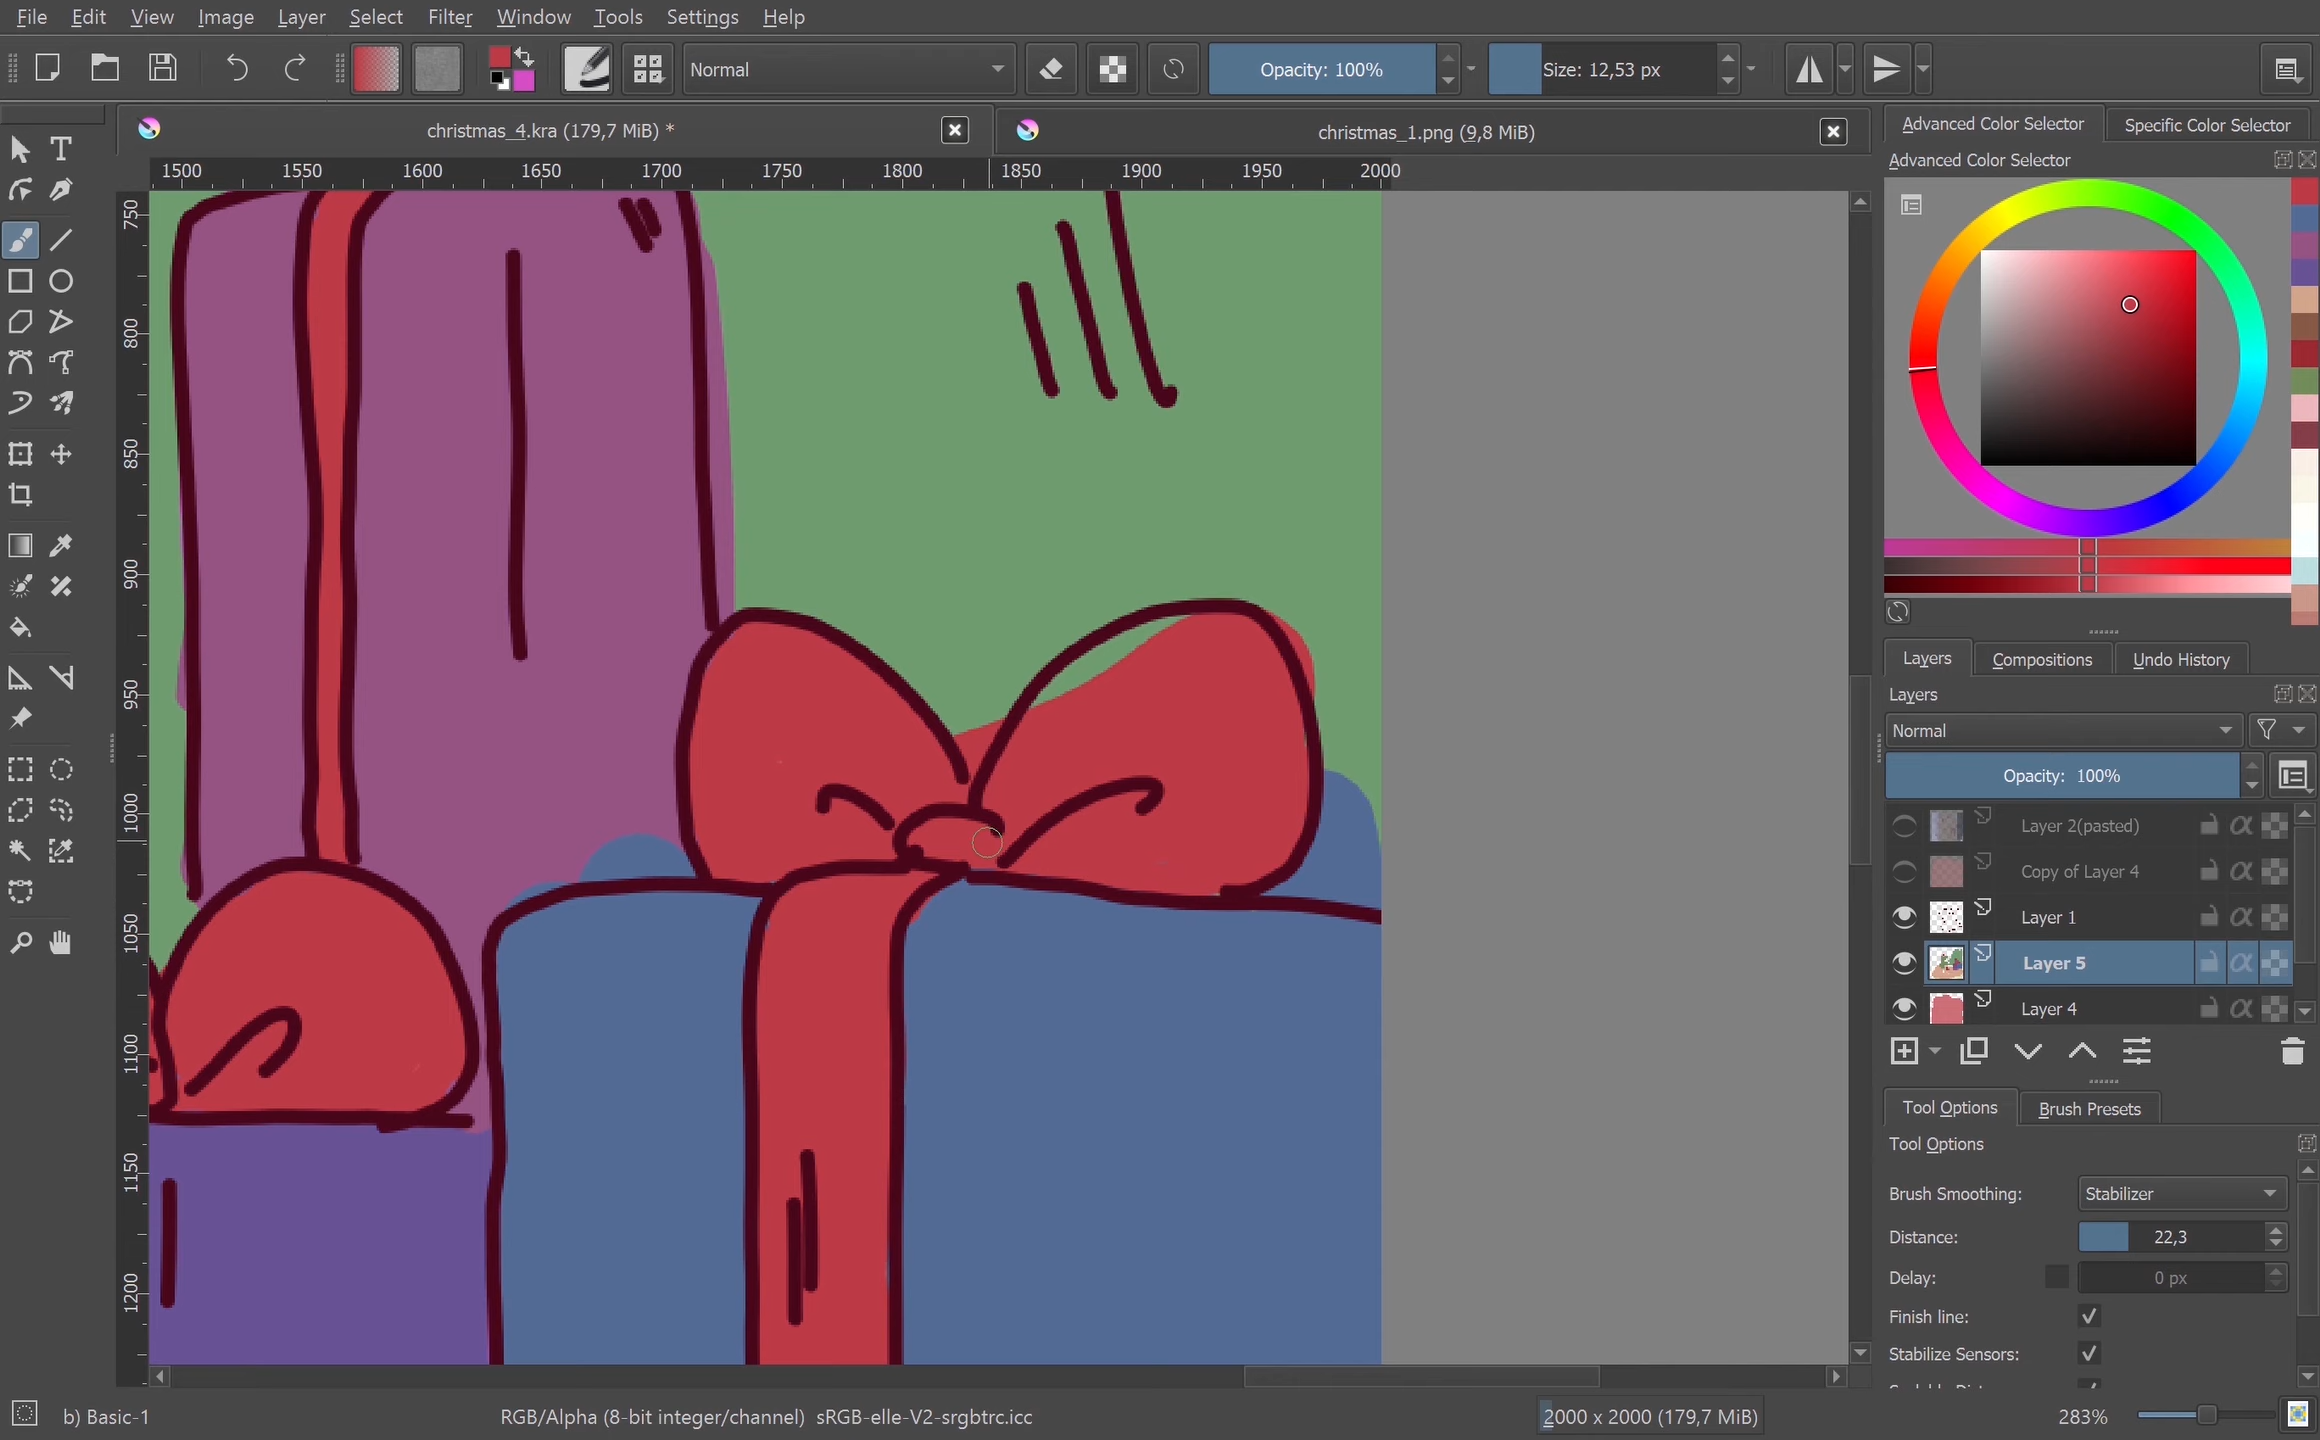 File Edit View Image Layer Select Filter Window Tools Settings Help
Normal Opacity: 100% Size: 12,53 px
christmas_4.kra (179,7 MiB) * christmas_1.png (9,8 MiB)
Advanced Color Selector Specific Color Selector
Advanced Color Selector
1500 1550 1600 1650 1700 1750 1800 1850 1900 1950 2000
750
800
850
900
950
1000
1050
1100
1150
1200
Layers Compositions Undo History
Layers
Normal
Opacity: 100%
Layer 2(pasted)
Copy of Layer 4
Layer 1
Layer 5
Layer 4
Tool Options Brush Presets
Tool Options
Brush Smoothing: Stabilizer
Distance: 22,3
Delay: 0 px
Finish line:
Stabilize Sensors:
b) Basic-1 RGB/Alpha (8-bit integer/channel) sRGB-elle-V2-srgbtrc.icc 2000 x 2000 (179,7 MiB) 283%